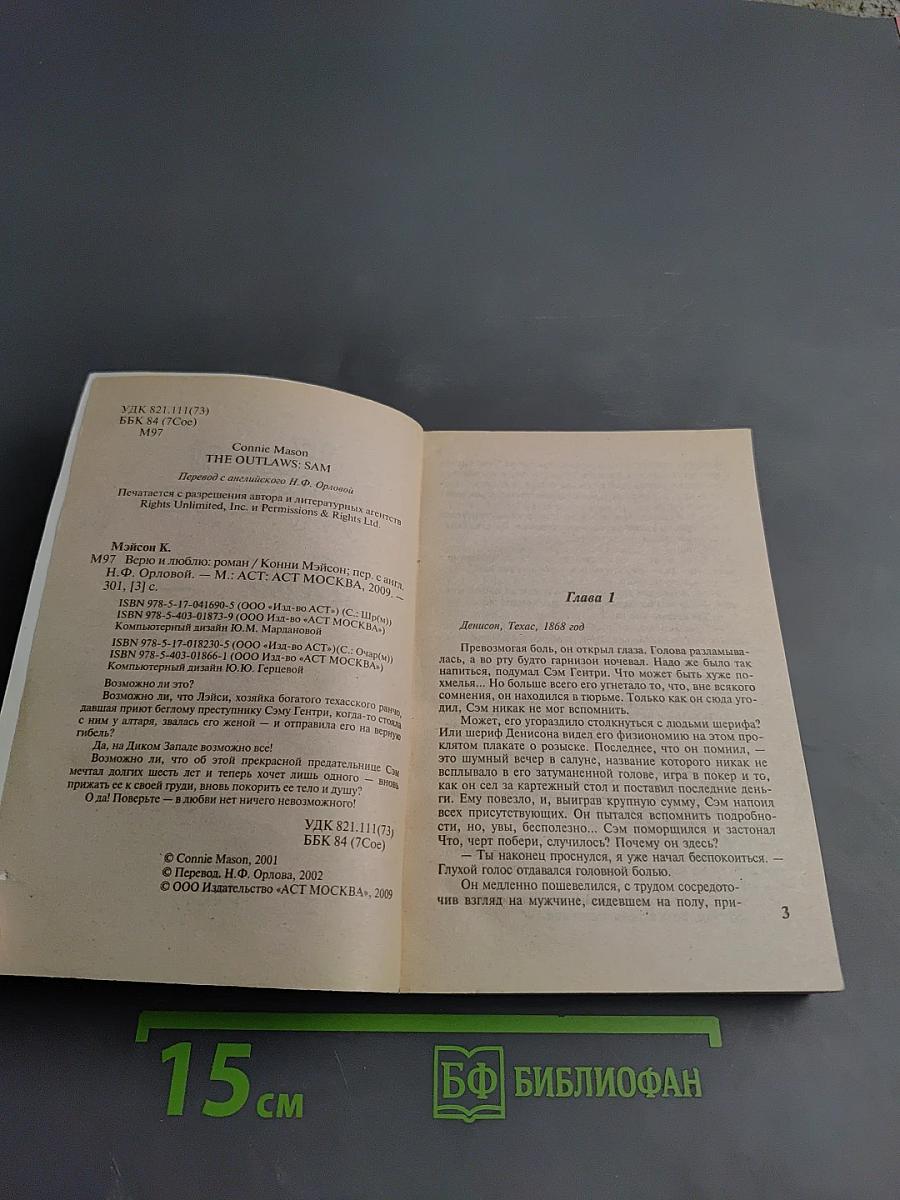 УДК 821.111(73)
ББК 84 (7Сое)
М97
Connie Mason
THE OUTLAWS: SAM
Перевод с английского Н.Ф. Орловой
Печатается с разрешения автора и литературных агентств
Rights Unlimited, Inc. и Permissions & Rights Ltd.
Мэйсон К.
М97 Верю и люблю: роман / Конни Мэйсон; пер. с англ.
Н.Ф. Орловой. — М.: АСТ: АСТ МОСКВА, 2009. —
301, [3] с.
ISBN 978-5-17-041690-5 (ООО «Изд-во АСТ») (С.: Шр(м))
ISBN 978-5-403-01873-9 (ООО Изд-во «АСТ МОСКВА»)
Компьютерный дизайн Ю.М. Мардановой
ISBN 978-5-17-018230-5 (ООО «Изд-во АСТ»)(С.: Очар(м))
ISBN 978-5-403-01866-1 (ООО Изд-во «АСТ МОСКВА»)
Компьютерный дизайн Ю.Ю. Герцевой
Возможно ли это?
Возможно ли, что Лэйси, хозяйка богатого техасского ранчо,
давшая приют беглому преступнику Сэму Гентри, когда-то стояла
с ним у алтаря, звалась его женой — и отправила его на верную
гибель?
Да, на Диком Западе возможно все!
Возможно ли, что об этой прекрасной предательнице Сэм
мечтал долгих шесть лет и теперь хочет лишь одного — вновь
прижать ее к своей груди, вновь покорить ее тело и душу?
О да! Поверьте — в любви нет ничего невозможного!
УДК 821.111(73)
ББК 84 (7Сое)
© Connie Mason, 2001
© Перевод. Н.Ф. Орлова, 2002
© ООО Издательство «АСТ МОСКВА», 2009
Глава 1
Денисон, Техас, 1868 год
Превозмогая боль, он открыл глаза. Голова разламыва-
лась, а во рту будто гарнизон ночевал. Надо же было так
напиться, подумал Сэм Гентри. Что может быть хуже по-
хмелья... Но больше всего его угнетало то, что, вне всякого
сомнения, он находился в тюрьме. Только как он сюда уго-
дил, Сэм никак не мог вспомнить.
Может, его угораздило столкнуться с людьми шерифа?
Или шериф Денисона видел его физиономию на этом про-
клятом плакате о розыске. Последнее, что он помнил, —
это шумный вечер в салуне, название которого никак не
всплывало в его затуманенной голове, игра в покер и то,
как он сел за картежный стол и поставил последние день-
ги. Ему повезло, и, выиграв крупную сумму, Сэм напоил
всех присутствующих. Он пытался вспомнить подробно-
сти, но, увы, бесполезно... Сэм поморщился и застонал
Что, черт побери, случилось? Почему он здесь?
— Ты наконец проснулся, я уже начал беспокоиться. —
Глухой голос отдавался головной болью.
Он медленно пошевелился, с трудом сосредото-
чив взгляд на мужчине, сидевшем на полу, при-
3
15 см
БФ БИБЛИОФАН